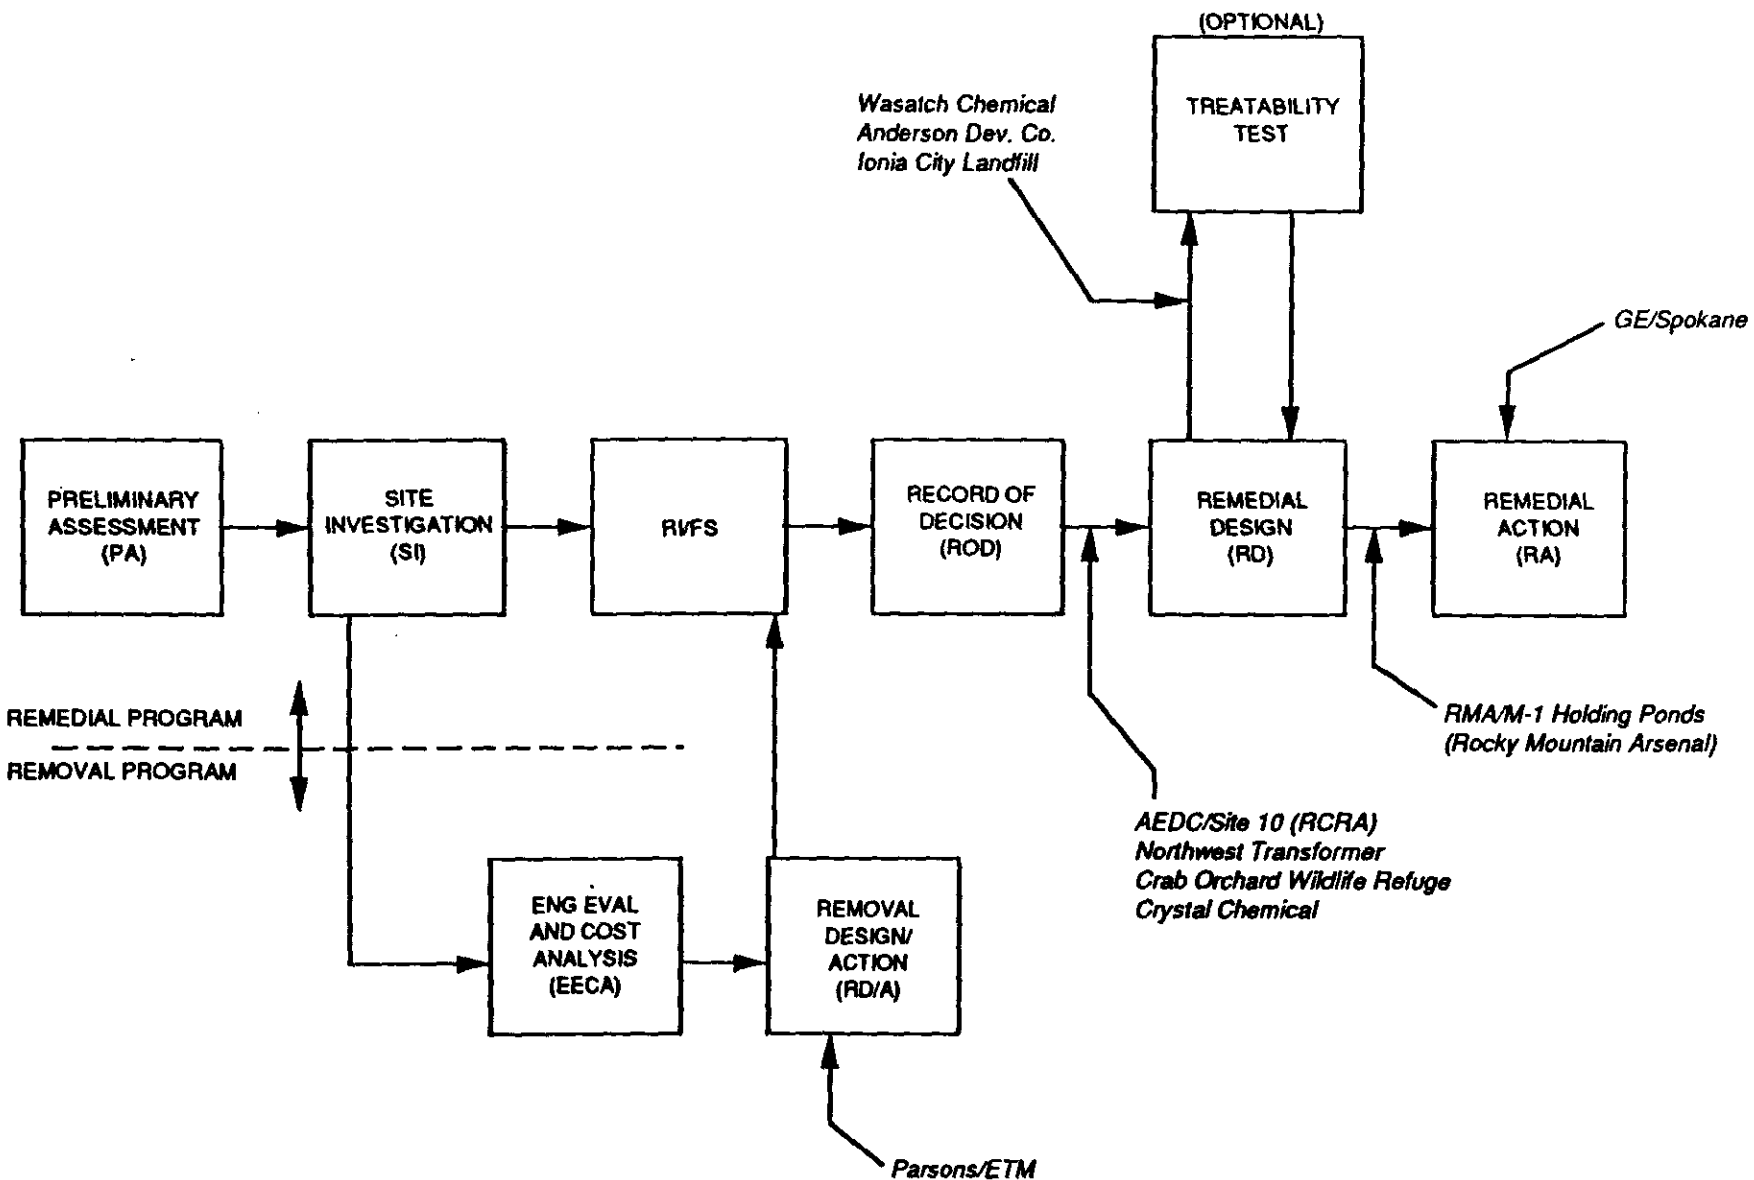 (OPTIONAL)
TREATABILITY
TEST
Wasatch Chemical
Anderson Dev. Co.
Ionia City Landfill
GE/Spokane
PRELIMINARY
ASSESSMENT
(PA)
SITE
INVESTIGATION
(SI)
RI/FS
RECORD OF
DECISION
(ROD)
REMEDIAL
DESIGN
(RD)
REMEDIAL
ACTION
(RA)
REMEDIAL PROGRAM
REMOVAL PROGRAM
RMA/M-1 Holding Ponds
(Rocky Mountain Arsenal)
AEDC/Site 10 (RCRA)
Northwest Transformer
Crab Orchard Wildlife Refuge
Crystal Chemical
ENG EVAL
AND COST
ANALYSIS
(EECA)
REMOVAL
DESIGN/
ACTION
(RD/A)
Parsons/ETM